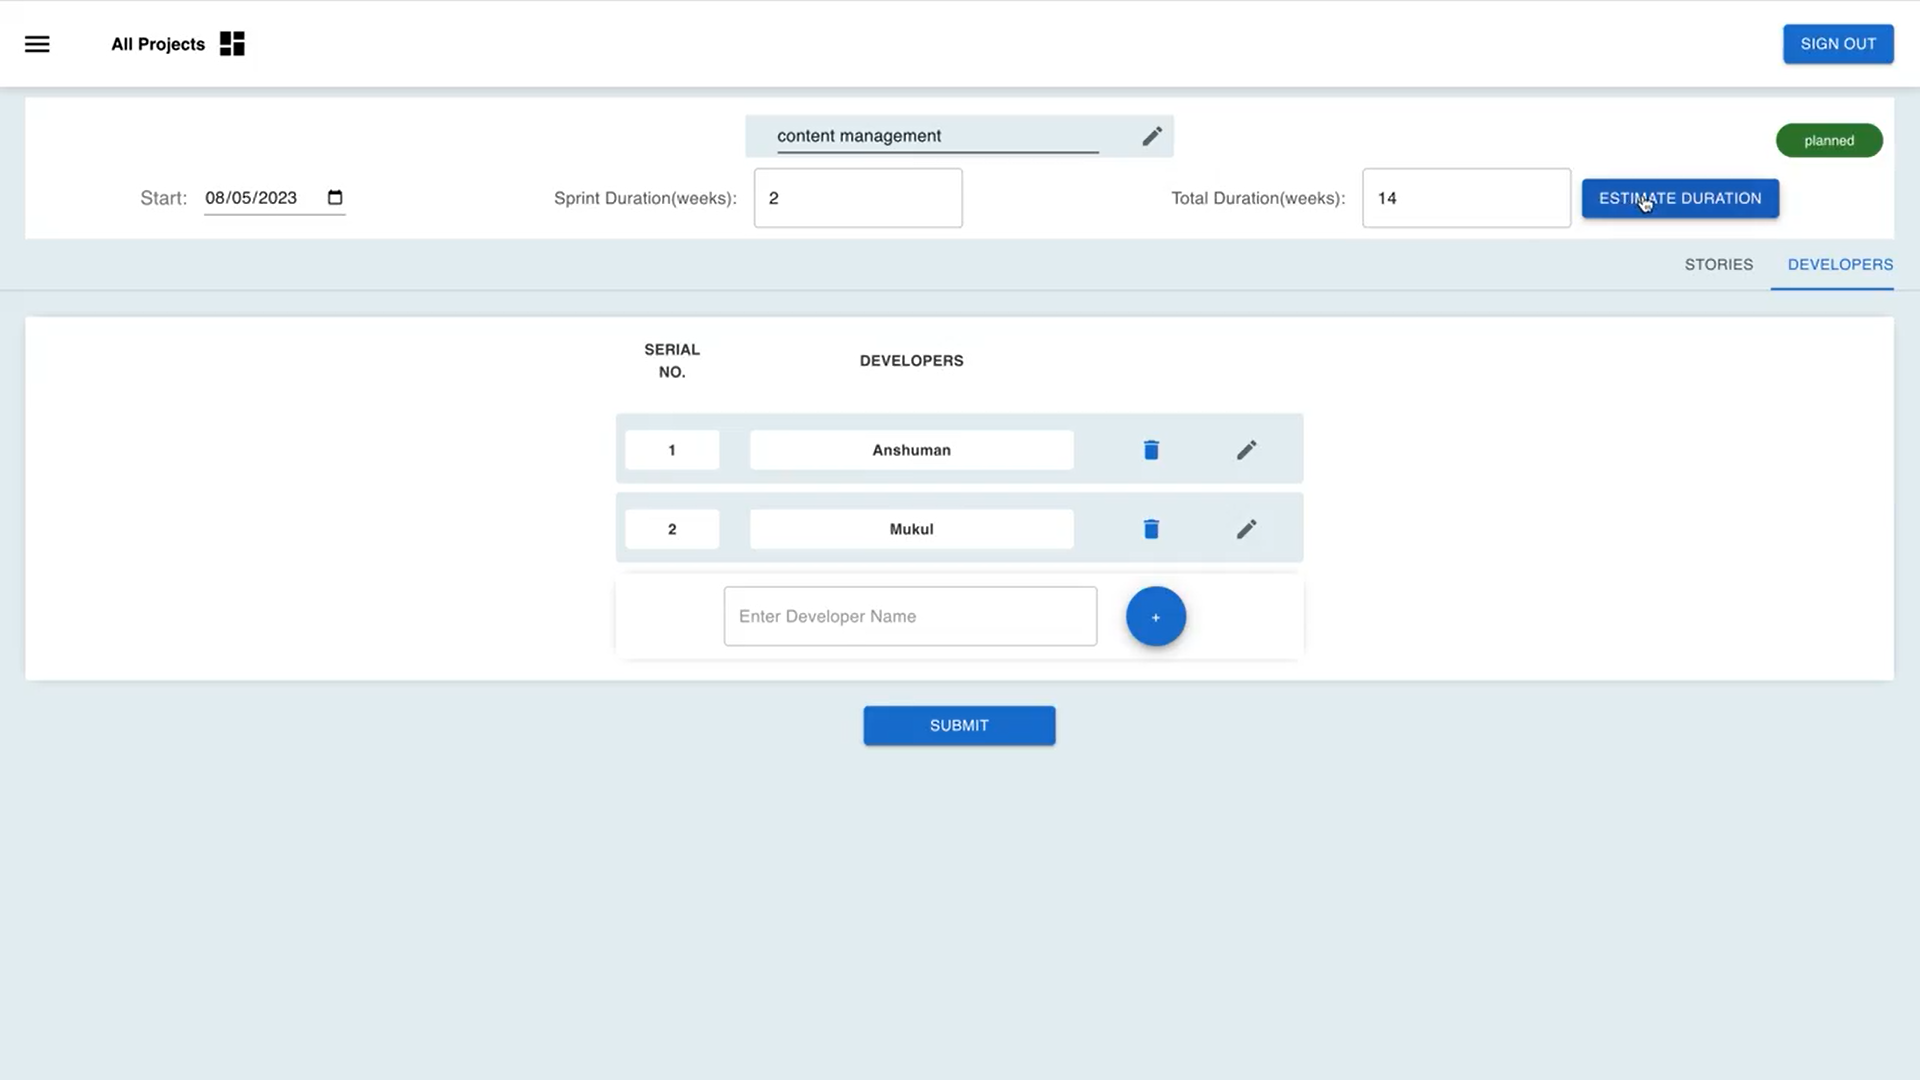 All Projects
SIGN OUT
content management
planned
Start: 08/05/2023
Sprint Duration(weeks): 2
Total Duration(weeks): 14
ESTIMATE DURATION
STORIES
DEVELOPERS
SERIAL
NO.
DEVELOPERS
1 Anshuman
2 Mukul
Enter Developer Name
+
SUBMIT